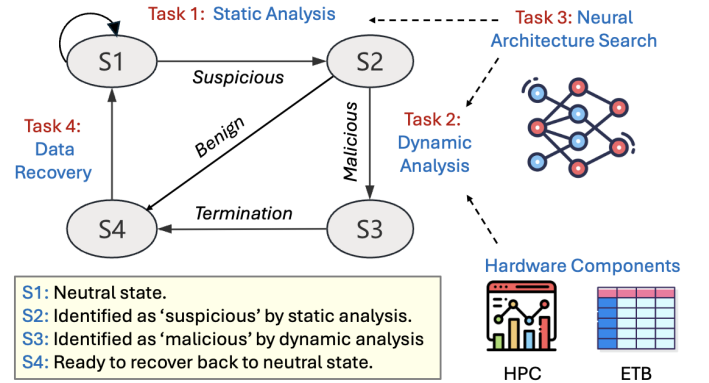 Task 1: Static Analysis
Task 3: Neural
Architecture Search
S1
Suspicious
S2
Task 4:
Data
Recovery
Benign
Malicious
Task 2:
Dynamic
Analysis
S4
Termination
S3
Hardware Components
S1: Neutral state.
S2: Identified as ‘suspicious’ by static analysis.
S3: Identified as ‘malicious’ by dynamic analysis
S4: Ready to recover back to neutral state.
HPC
ETB